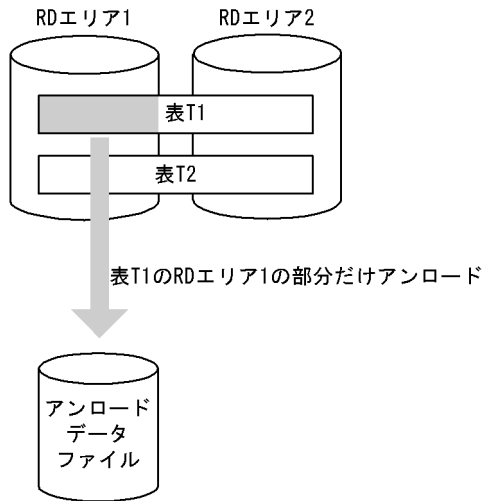 RDエリア1
RDエリア2
表T1
表T2
表T1のRDエリア1の部分だけアンロード
アンロード
データ
ファイル